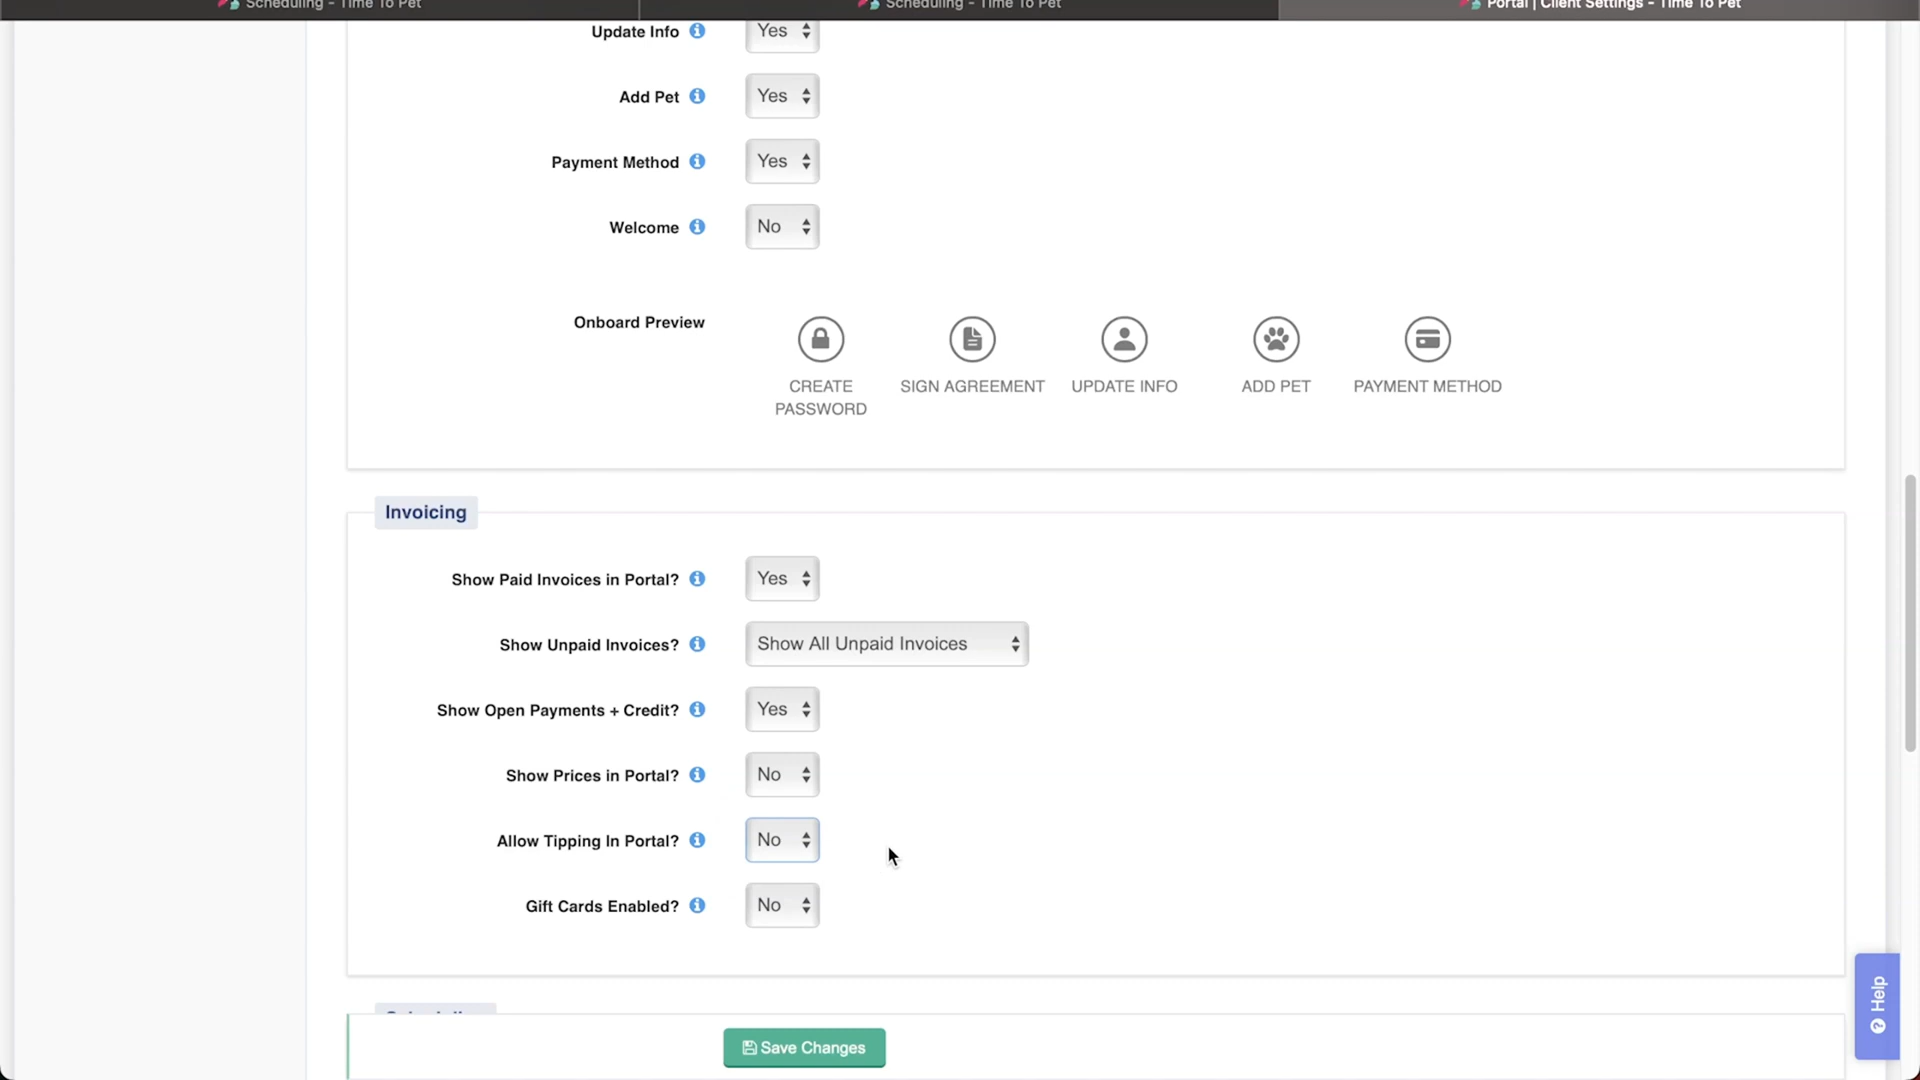 Scheduling - Time To Pet
Scheduling - Time To Pet
Portal | Client Settings - Time To Pet
Update Info
Yes
Add Pet
Yes
Payment Method
Yes
Welcome
No
Onboard Preview
CREATE
PASSWORD
SIGN AGREEMENT
UPDATE INFO
ADD PET
PAYMENT METHOD
Invoicing
Show Paid Invoices in Portal?
Yes
Show Unpaid Invoices?
Show All Unpaid Invoices
Show Open Payments + Credit?
Yes
Show Prices in Portal?
No
Allow Tipping In Portal?
No
Gift Cards Enabled?
No
Save Changes
Help